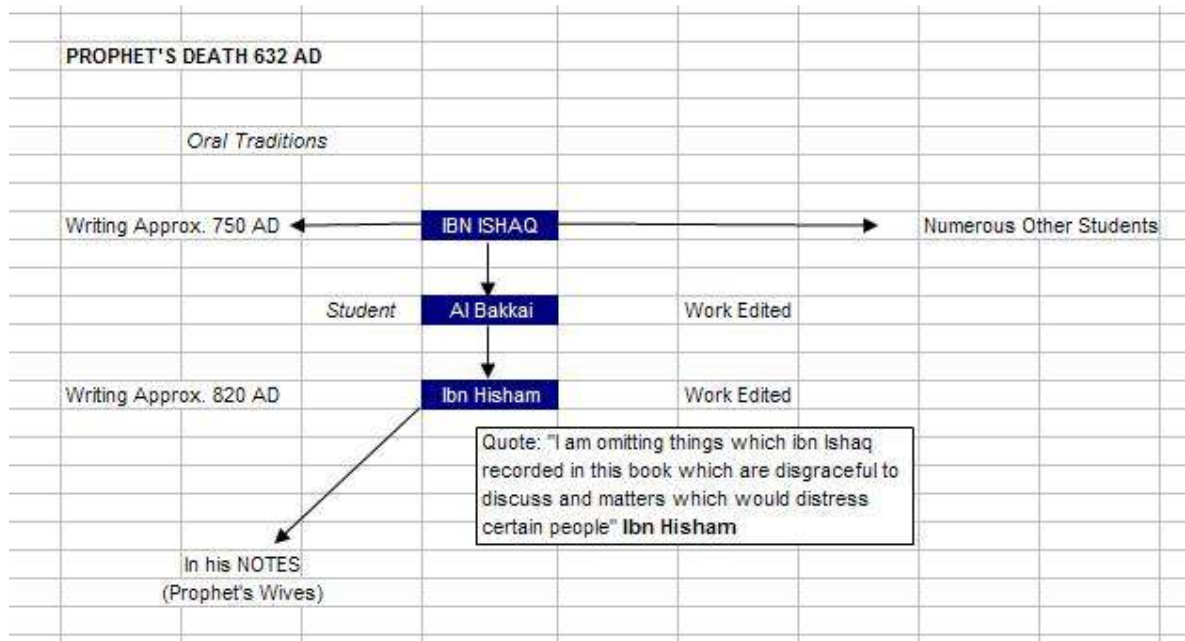 PROPHET'S DEATH 632 AD
Oral Traditions
Writing Approx. 750 AD
IBN ISHAQ
Numerous Other Students
Student
Al Bakkai
Work Edited
Writing Approx. 820 AD
Ibn Hisham
Work Edited
Quote: "I am omitting things which ibn Ishaq
recorded in this book which are disgraceful to
discuss and matters which would distress
certain people" Ibn Hisham
In his NOTES
(Prophet's Wives)